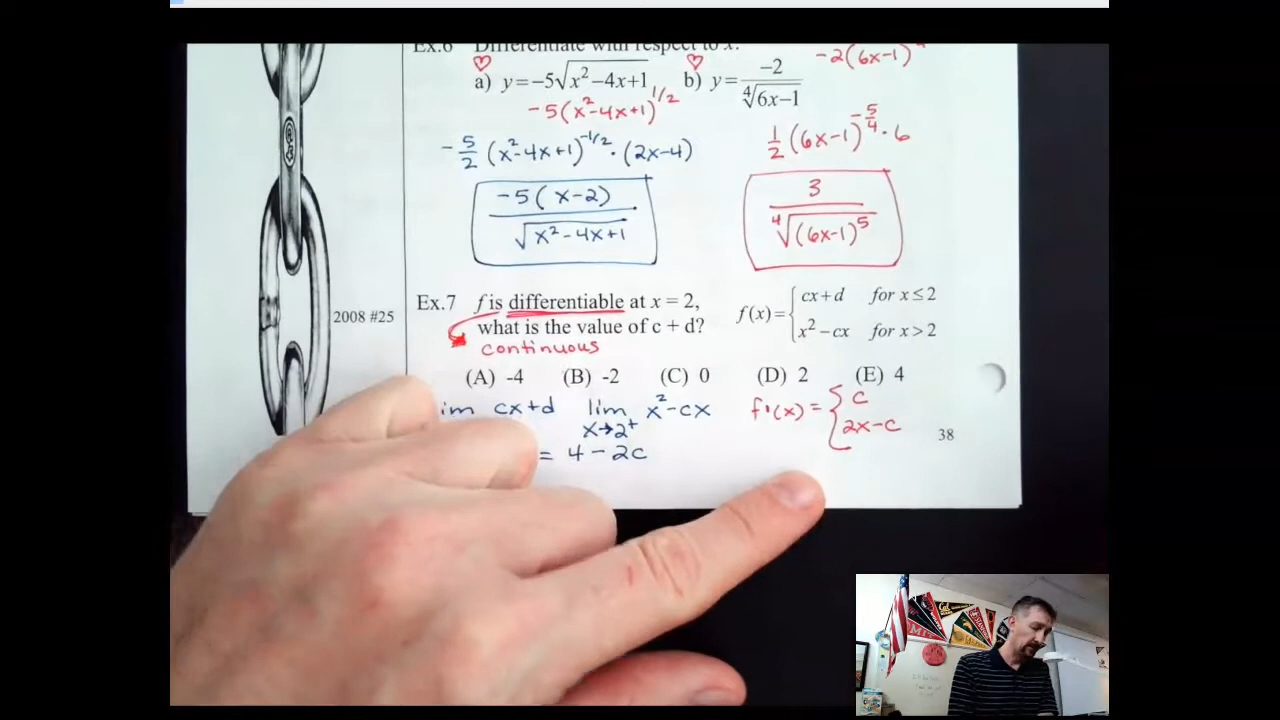 Ex.6 Differentiate with respect to x.
-2(6x-1)
a) y=-5√x²-4x+1 b) y= -2/∜6x-1
-5(x²-4x+1)^1/2
-5/2 (x²-4x+1)^-1/2 · (2x-4)
1/2 (6x-1)^-5/4 · 6
-5(x-2)/√x²-4x+1
3/∜(6x-1)⁵
2008 #25
Ex.7 f is differentiable at x = 2,
what is the value of c + d?
continuous
f(x)= { cx+d for x≤2
x²-cx for x>2
(A) -4 (B) -2 (C) 0 (D) 2 (E) 4
im cx+d lim x→2⁺ x²-cx
= 4-2c
f'(x) = { c
2x-c
38